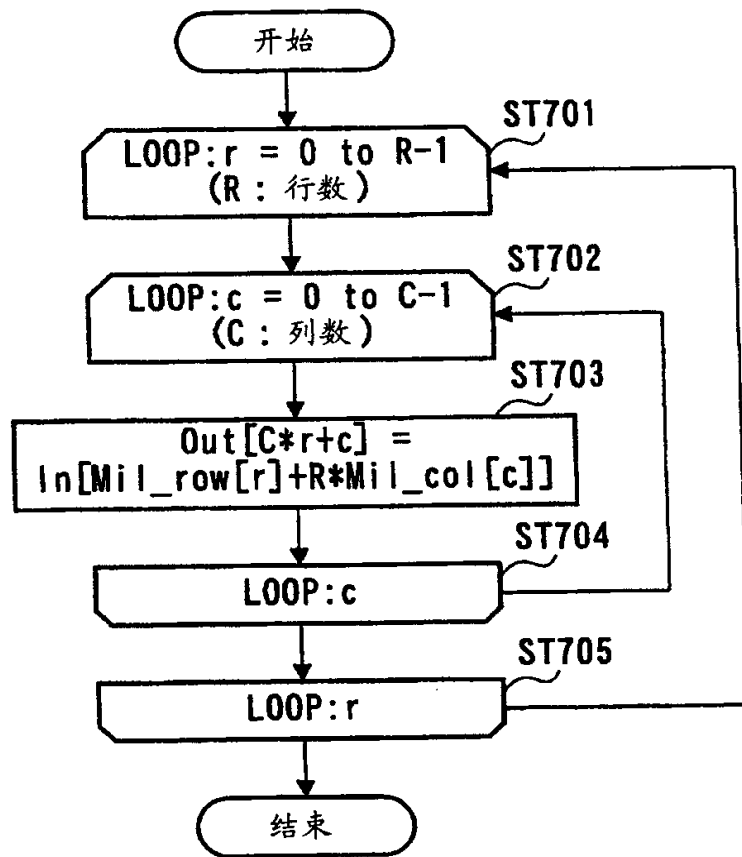 开始
ST701
LOOP:r = 0 to R-1
(R : 行数)
ST702
LOOP:c = 0 to C-1
(C : 列数)
ST703
Out[C*r+c] =
In[Mil_row[r]+R*Mil_col[c]]
ST704
LOOP:c
ST705
LOOP:r
结束